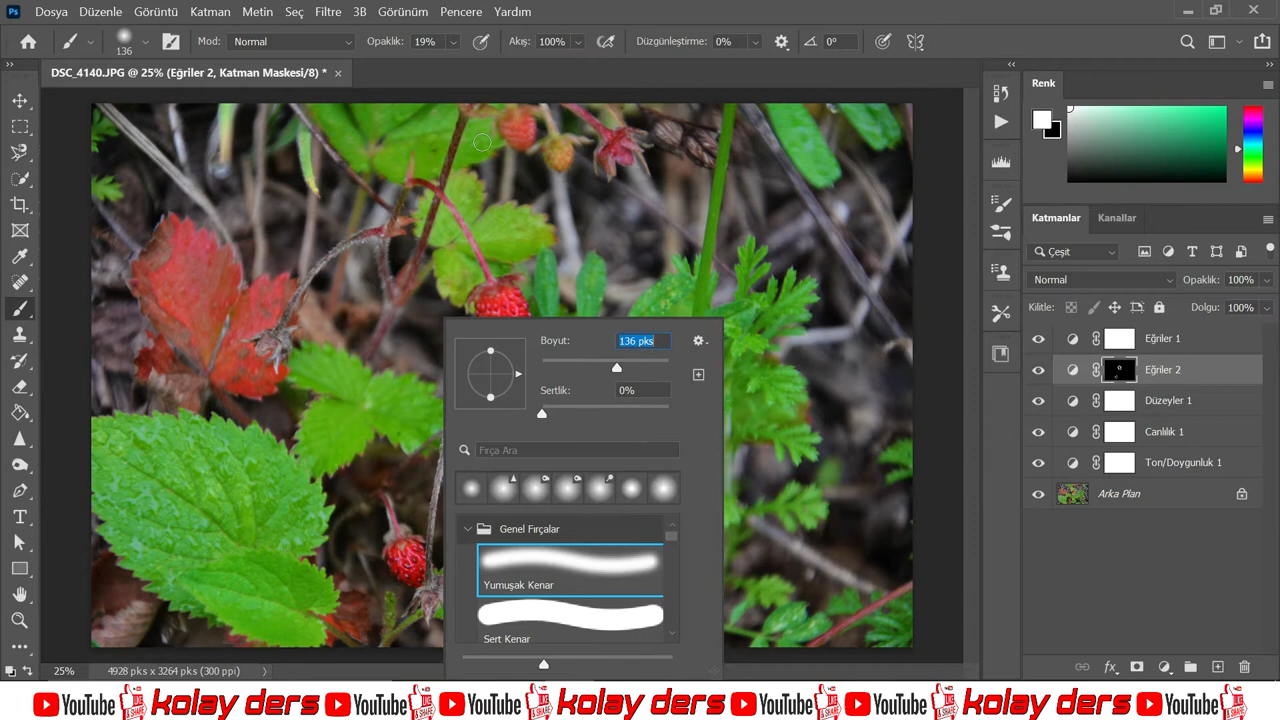 Ps Dosya Düzenle Görüntü Katman Metin Seç Filtre 3B Görünüm Pencere Yardım
136 Mod: Normal Opaklık: 19% Akış: 100% Düzgünleştirme: 0% 0°
DSC_4140.JPG @ 25% (Eğriler 2, Katman Maskesi/8) *
Renk
Katmanlar Kanallar
Çeşit
Normal Opaklık: 100%
Kilitle: Dolgu: 100%
Eğriler 1
Eğriler 2
Düzeyler 1
Canlılık 1
Ton/Doygunluk 1
Arka Plan
Boyut: 136 pks
Sertlik: 0%
Fırça Ara
Genel Fırçalar
Yumuşak Kenar
Sert Kenar
25% 4928 pks x 3264 pks (300 ppi)
fx
YouTube kolay ders YouTube kolay ders YouTube kolay ders YouTube kolay ders